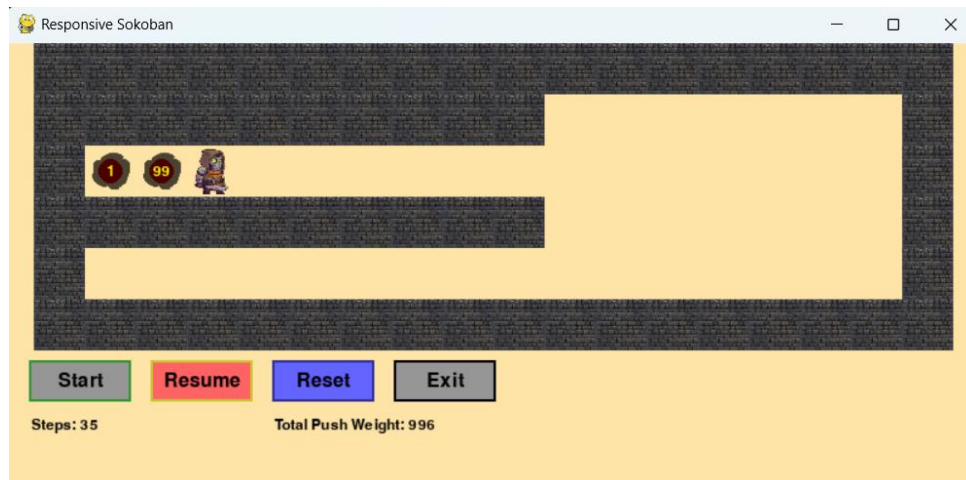 Responsive Sokoban
1 99
Start Resume Reset Exit
Steps: 35 Total Push Weight: 996